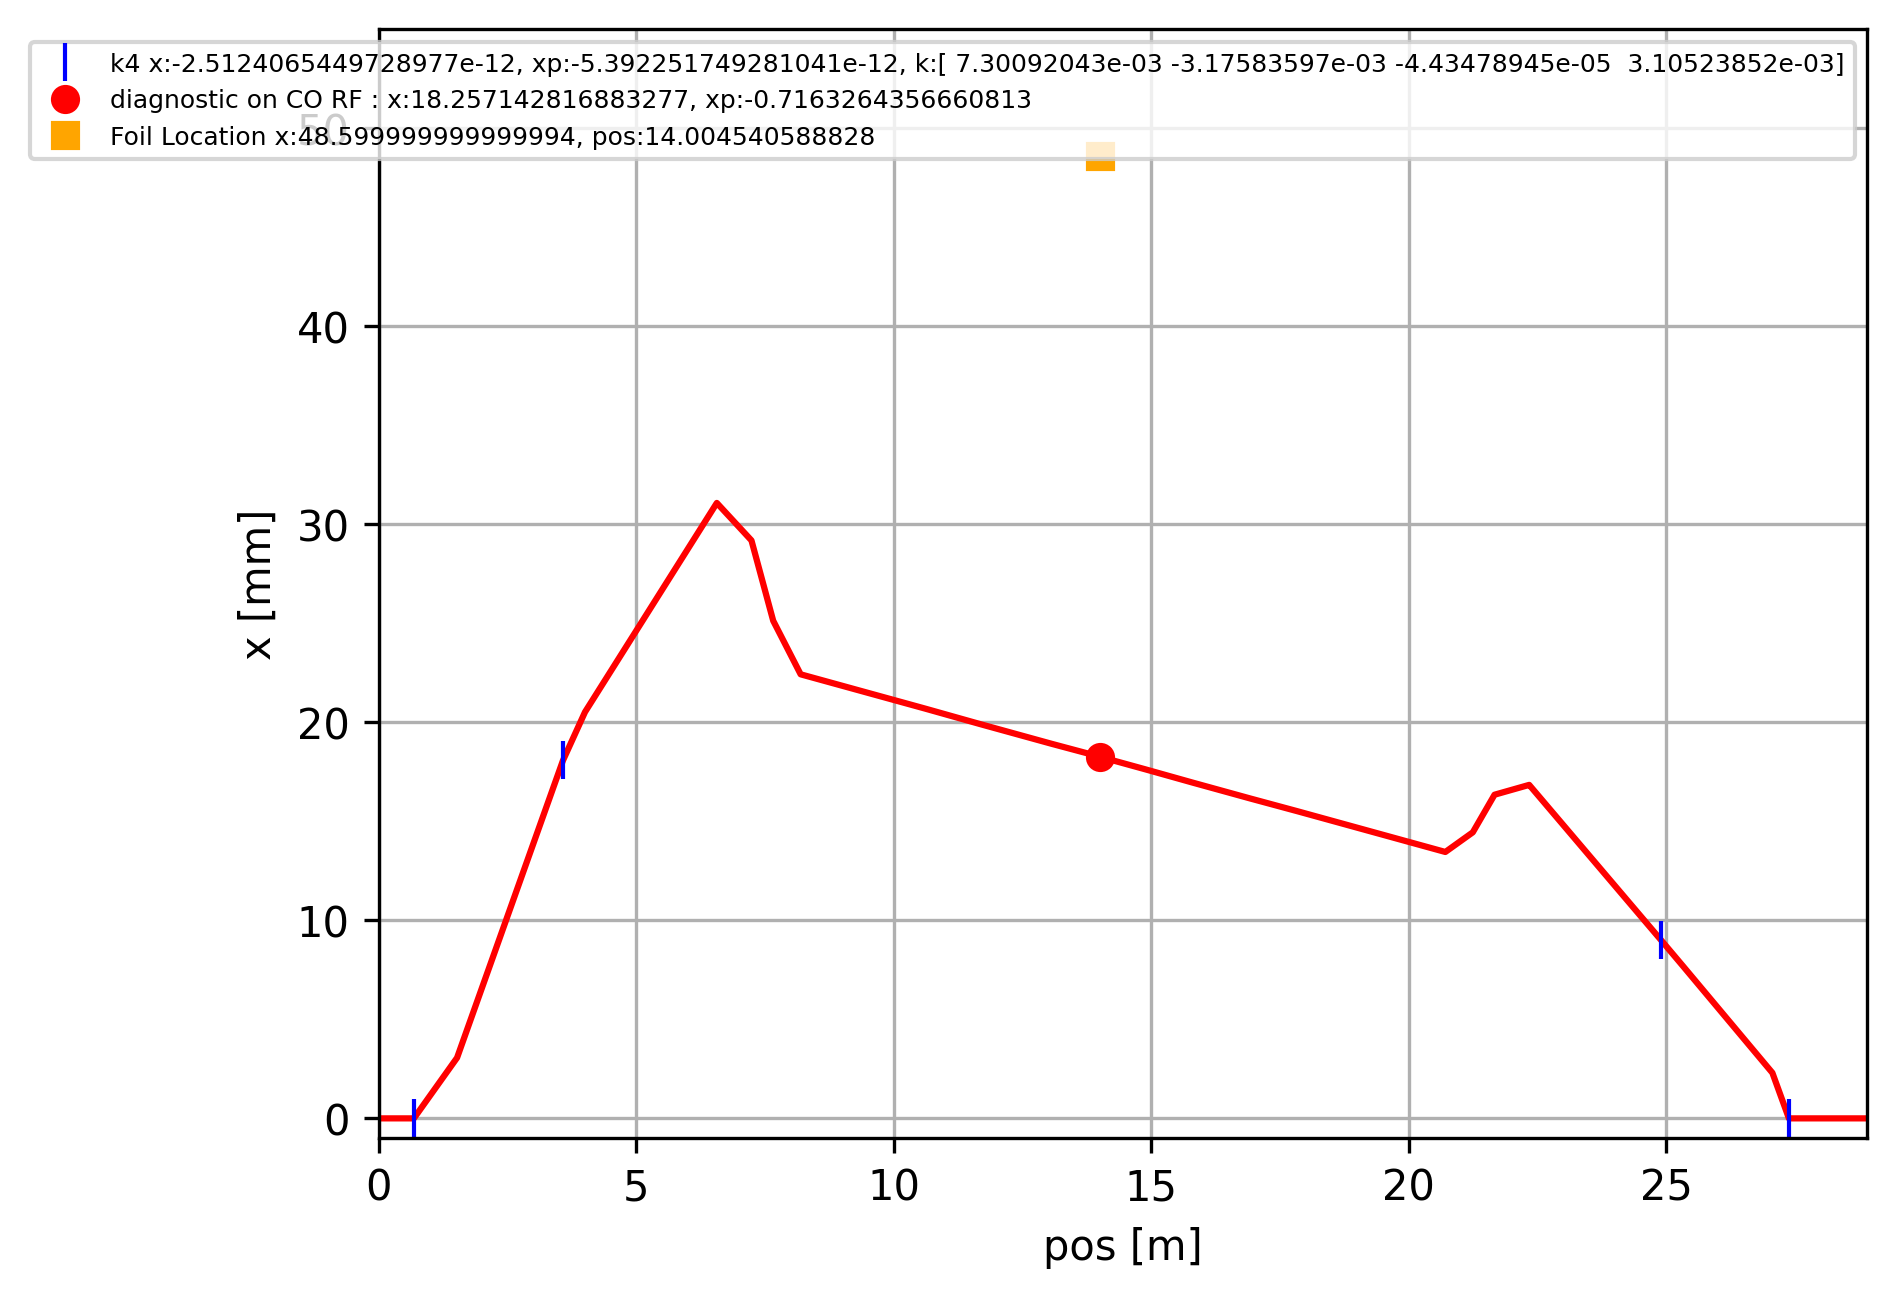 k4 x:-2.5124065449728977e-12, xp:-5.392251749281041e-12, k:[ 7.30092043e-03 -3.17583597e-03 -4.43478945e-05  3.10523852e-03]
diagnostic on CO RF : x:18.257142816883277, xp:-0.7163264356660813
Foil Location x:48.599999999999994, pos:14.004540588828
50
40
30
20
10
0
x [mm]
0 5 10 15 20 25
pos [m]